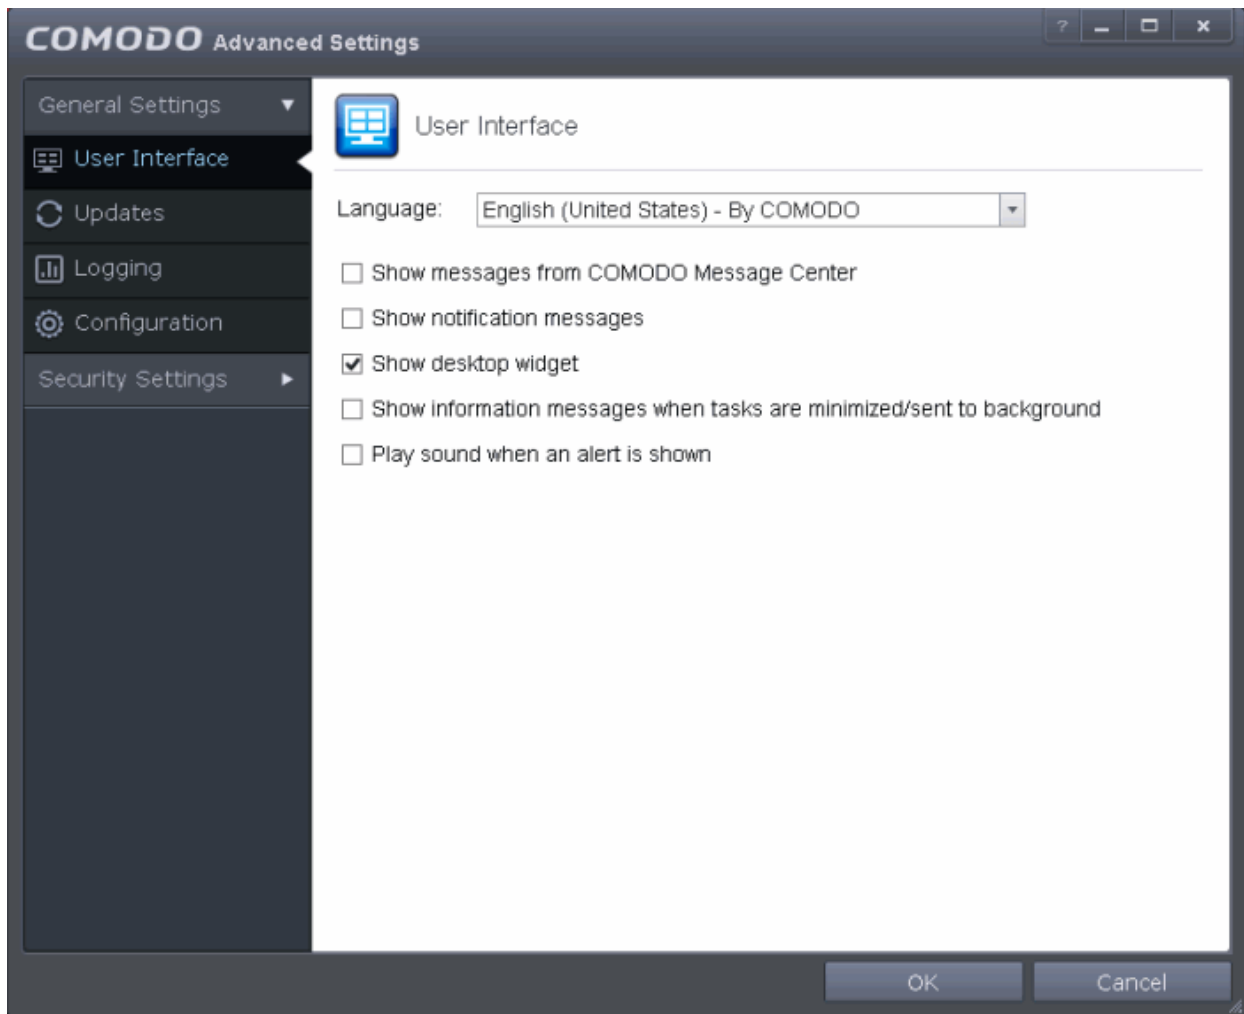 COMODO Advanced Settings
?
General Settings
User Interface
Updates
Logging
Configuration
Security Settings
User Interface
Language: English (United States) - By COMODO
Show messages from COMODO Message Center
Show notification messages
Show desktop widget
Show information messages when tasks are minimized/sent to background
Play sound when an alert is shown
OK
Cancel